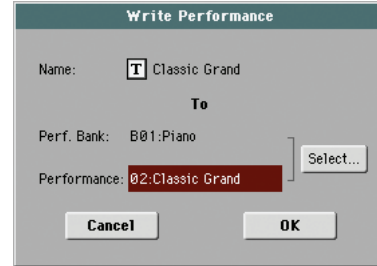 Write Performance
Name: T Classic Grand
To
Perf. Bank: B01:Piano
Select...
Performance: 02:Classic Grand
Cancel OK